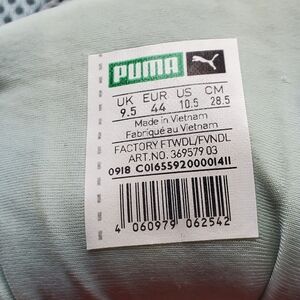 PUMA
UK EUR US CM
9.5 44 10.5 28.5
Made in Vietnam
Fabriqué au Vietnam
FACTORY FTWDL/FVNDL
ART.NO. 369579 03
0918 C016559200001411
4 060979 062542